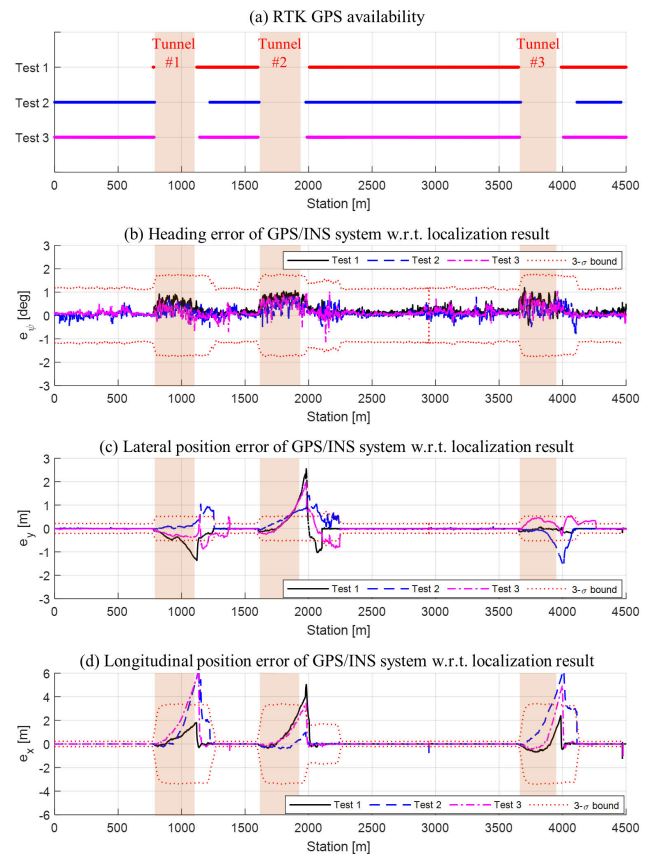 (a) RTK GPS availability
Tunnel Tunnel Tunnel
#1 #2 #3
Test 1
Test 2
Test 3
0 500 1000 1500 2000 2500 3000 3500 4000 4500
Station [m]
(b) Heading error of GPS/INS system w.r.t. localization result
Test 1 Test 2 Test 3 3-σ bound
3
2
1
0
-1
-2
-3
e_ψ [deg]
0 500 1000 1500 2000 2500 3000 3500 4000 4500
Station [m]
(c) Lateral position error of GPS/INS system w.r.t. localization result
3
2
1
0
-1
-2
-3
e_y [m]
Test 1 Test 2 Test 3 3-σ bound
0 500 1000 1500 2000 2500 3000 3500 4000 4500
Station [m]
(d) Longitudinal position error of GPS/INS system w.r.t. localization result
6
4
2
0
-2
-4
-6
e_x [m]
Test 1 Test 2 Test 3 3-σ bound
0 500 1000 1500 2000 2500 3000 3500 4000 4500
Station [m]